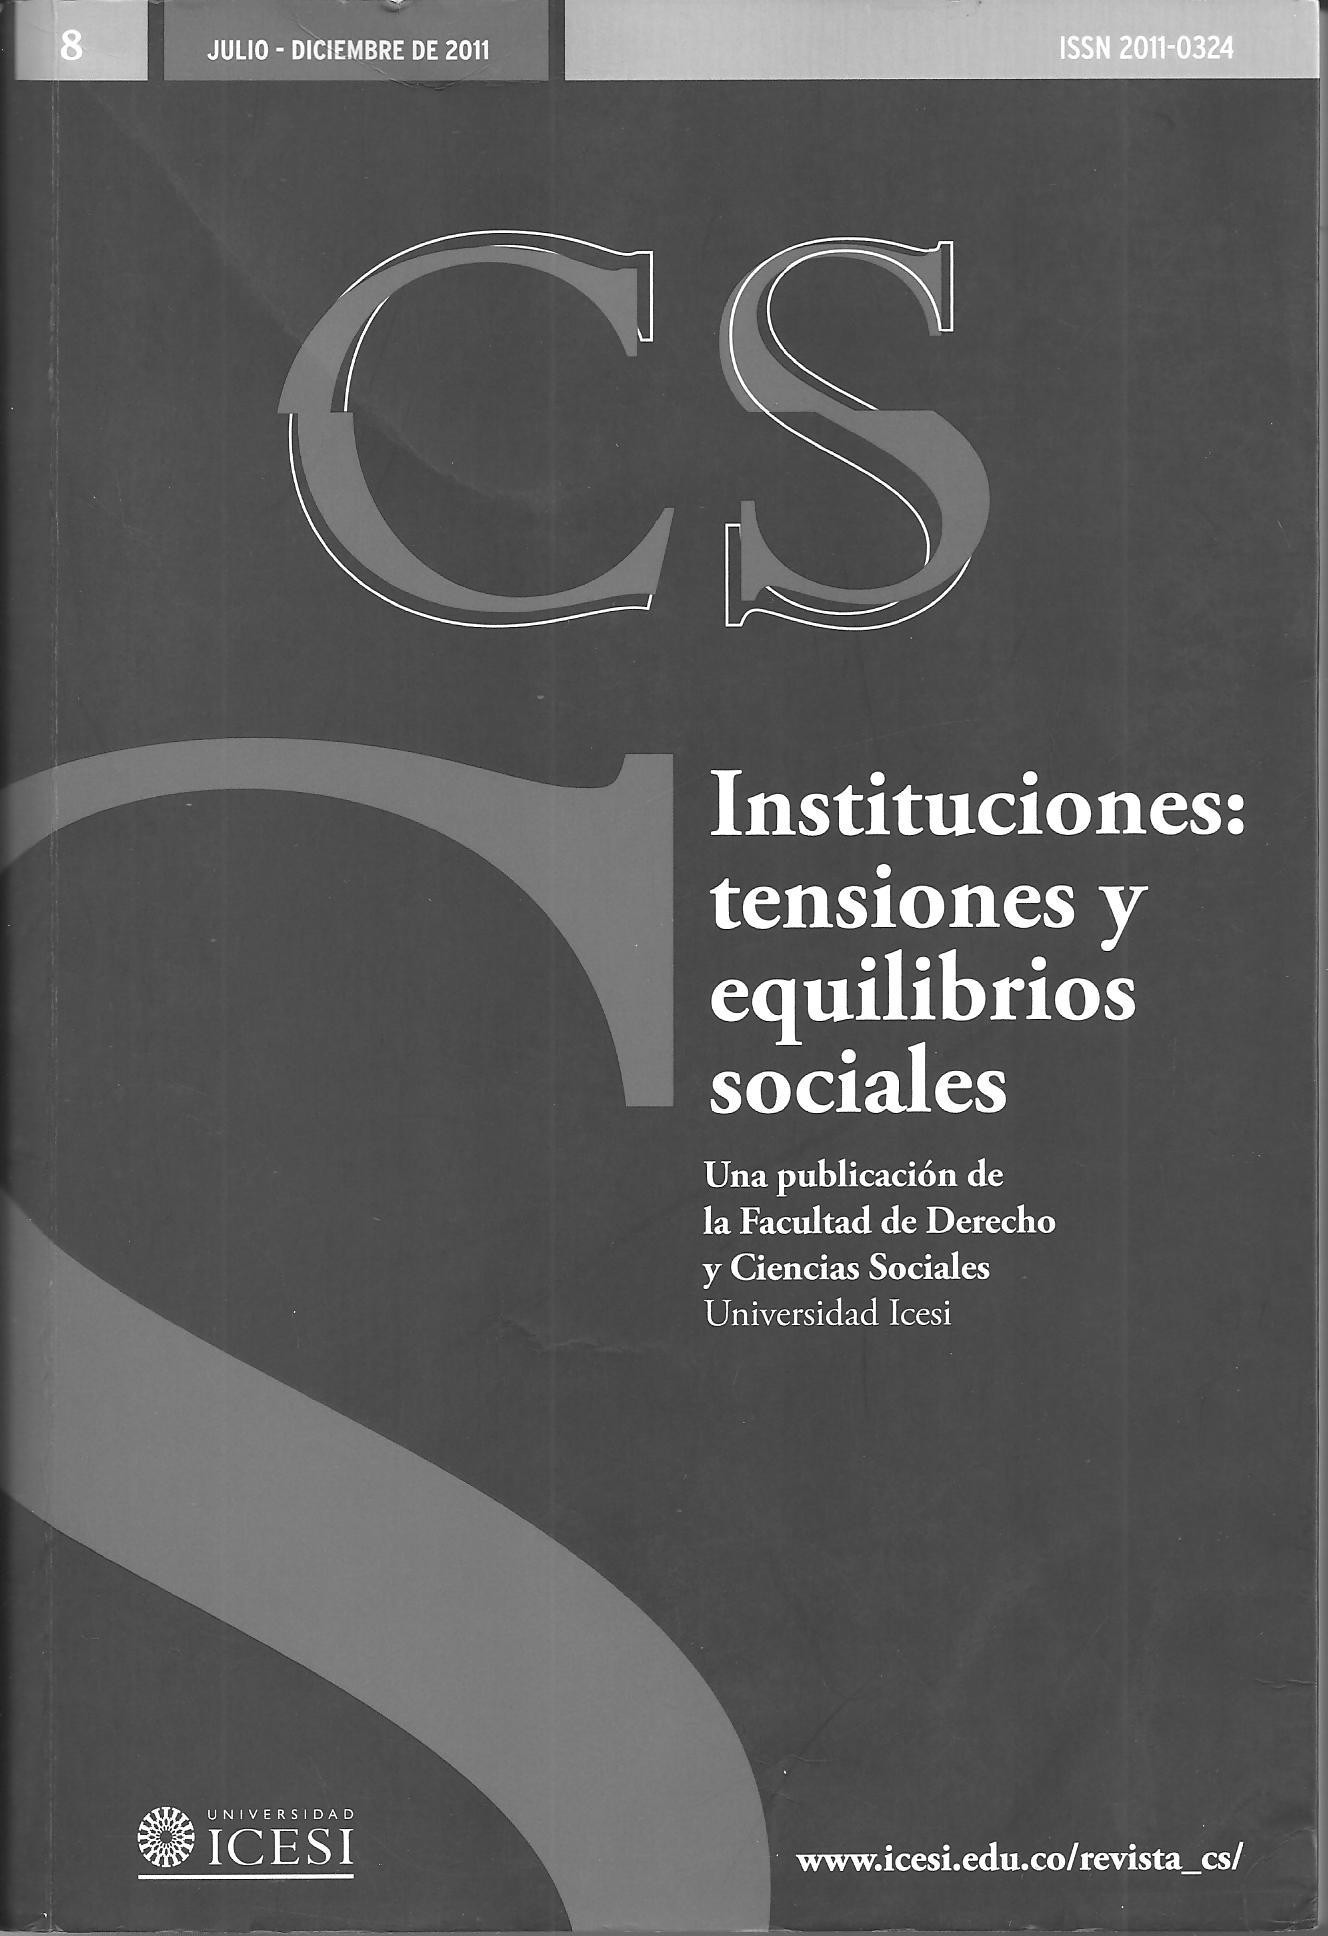 8
JULIO - DICIEMBRE DE 2011
ISSN 2011-0324
CS
Instituciones:
tensiones y
equilibrios
sociales
Una publicación de
la Facultad de Derecho
y Ciencias Sociales
Universidad Icesi
UNIVERSIDAD
ICESI
www.icesi.edu.co/revista_cs/